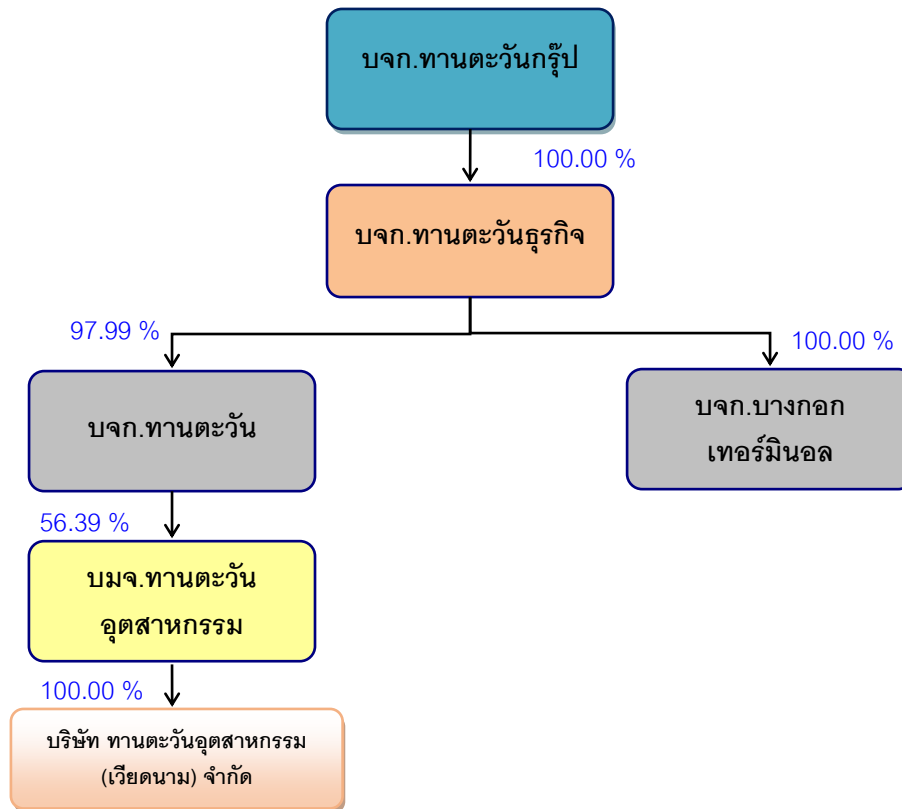 บจก.ทานตะวันกรุ๊ป
100.00 %
บจก.ทานตะวันธุรกิจ
97.99 %
100.00 %
บจก.ทานตะวัน
บจก.บางกอก
เทอร์มินอล
56.39 %
บมจ.ทานตะวัน
อุตสาหกรรม
100.00 %
บริษัท ทานตะวันอุตสาหกรรม
(เวียดนาม) จำกัด